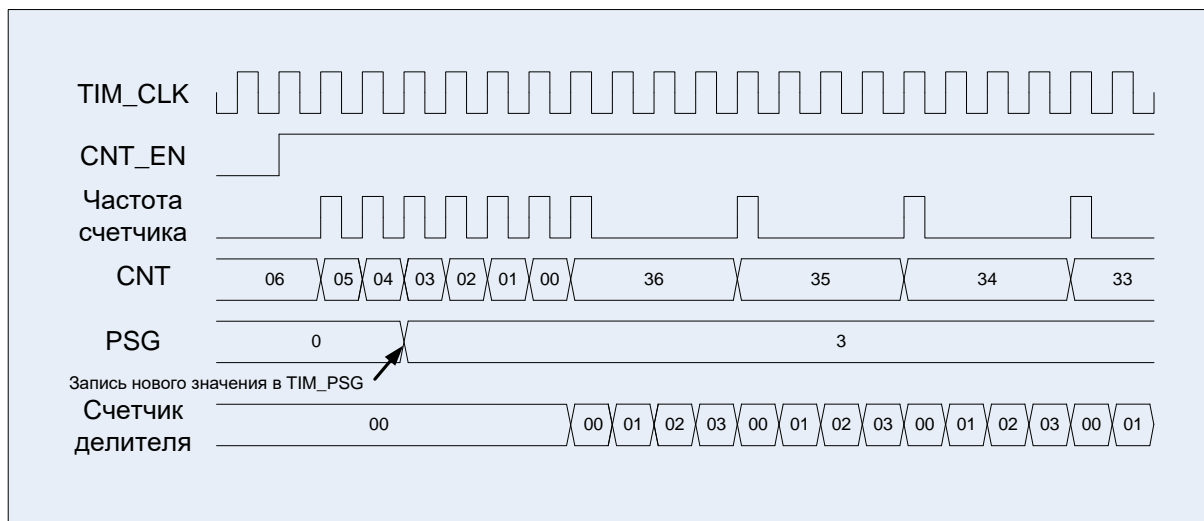 TIM_CLK
CNT_EN
Частота
счетчика
CNT
06 05 04 03 02 01 00 36 35 34 33
PSG
0 3
Запись нового значения в TIM_PSG
Счетчик
делителя
00 00 01 02 03 00 01 02 03 00 01 02 03 00 01